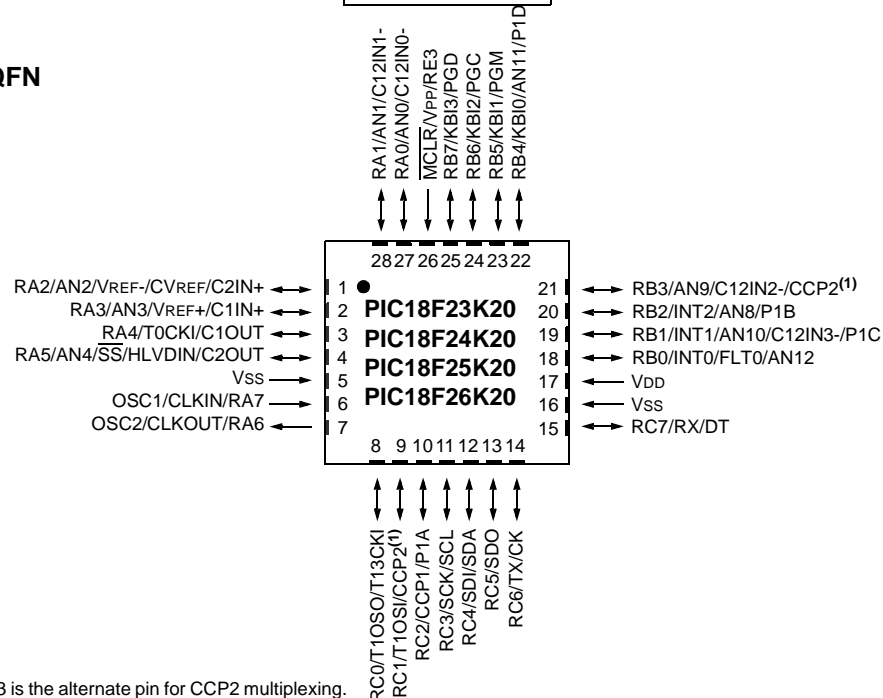 QFN
RA1/AN1/C12IN1-
RA0/AN0/C12IN0-
MCLR/VPP/RE3
RB7/KBI3/PGD
RB6/KBI2/PGC
RB5/KBI1/PGM
RB4/KBI0/AN11/P1D
28 27 26 25 24 23 22
RA2/AN2/VREF-/CVREF/C2IN+ 1
RA3/AN3/VREF+/C1IN+ 2
RA4/T0CKI/C1OUT 3
RA5/AN4/SS/HLVDIN/C2OUT 4
VSS 5
OSC1/CLKIN/RA7 6
OSC2/CLKOUT/RA6 7
PIC18F23K20
PIC18F24K20
PIC18F25K20
PIC18F26K20
21 RB3/AN9/C12IN2-/CCP2(1)
20 RB2/INT2/AN8/P1B
19 RB1/INT1/AN10/C12IN3-/P1C
18 RB0/INT0/FLT0/AN12
17 VDD
16 VSS
15 RC7/RX/DT
8 9 10 11 12 13 14
RC0/T1OSO/T13CKI
RC1/T1OSI/CCP2(1)
RC2/CCP1/P1A
RC3/SCK/SCL
RC4/SDI/SDA
RC5/SDO
RC6/TX/CK
3 is the alternate pin for CCP2 multiplexing.